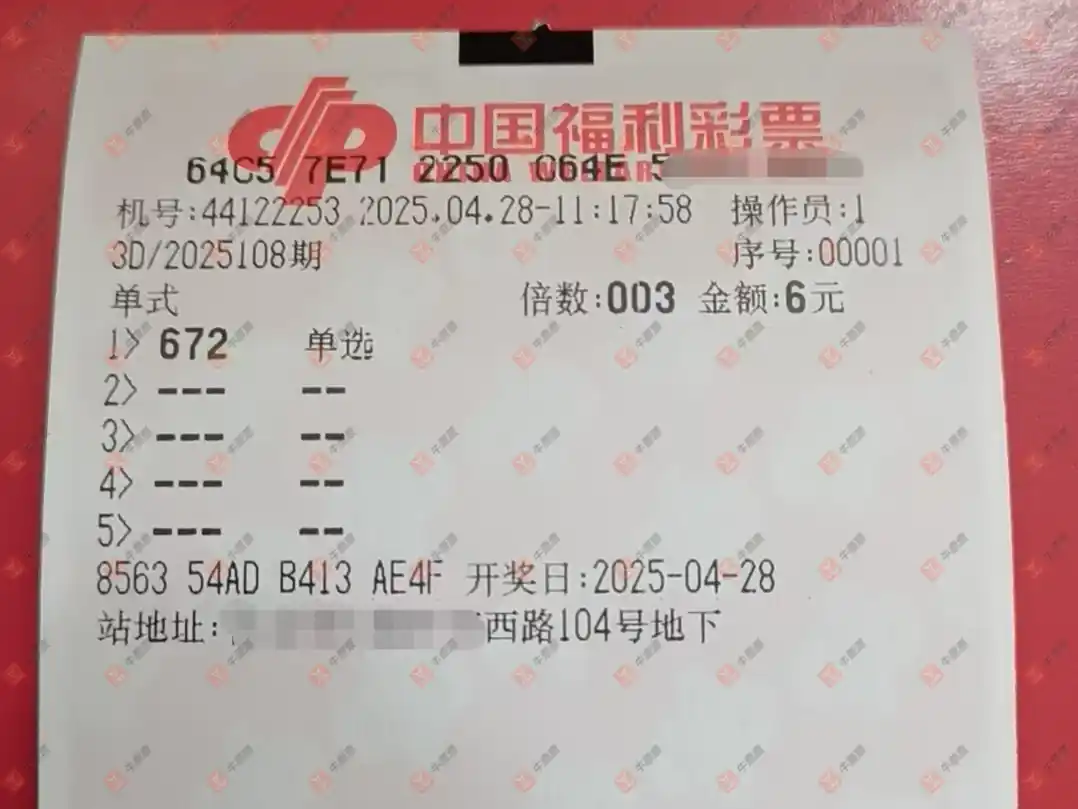 中国福利彩票
64C5 7E71 2250 C64E 5
机号:44122253 2025.04.28-11:17:58 操作员:1
3D/2025108期 序号:00001
单式 倍数:003 金额:6元
1> 672 单选
2> --- --
3> --- --
4> --- --
5> --- --
8563 54AD B413 AE4F 开奖日:2025-04-28
站地址: 西路104号地下